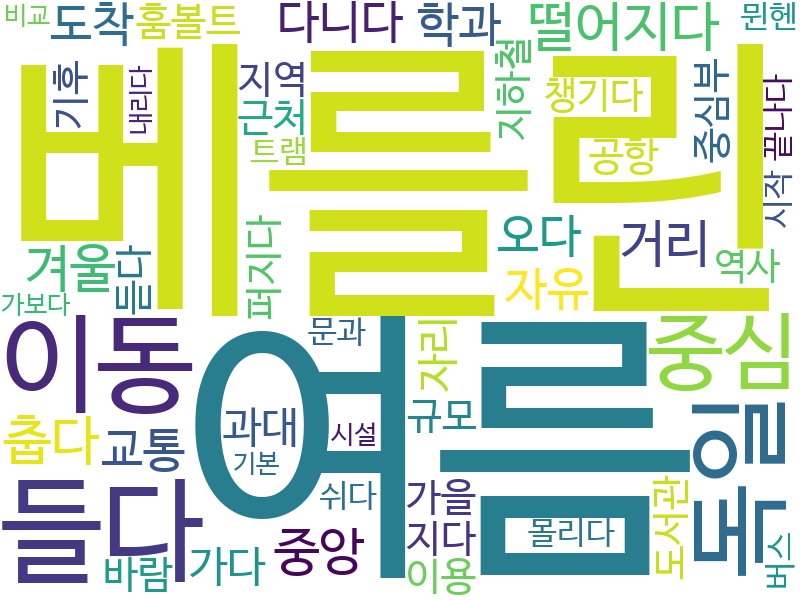 비교
도착
훔볼트
다니다
학과
떨어지다
뮌헨
베를린
기후
내리다
지역
근처
트램
지하철
챙기다
공항
중심부
끝나다
시작
겨울
듣다
퍼지다
오다
자유
거리
역사
가보다
이동
여름
문과
자리
중심
춥다
교통
과대
시설
기본
규모
독일
들다
쉬다
가을
지다
몰리다
도서관
중앙
바람
가다
이용
버스